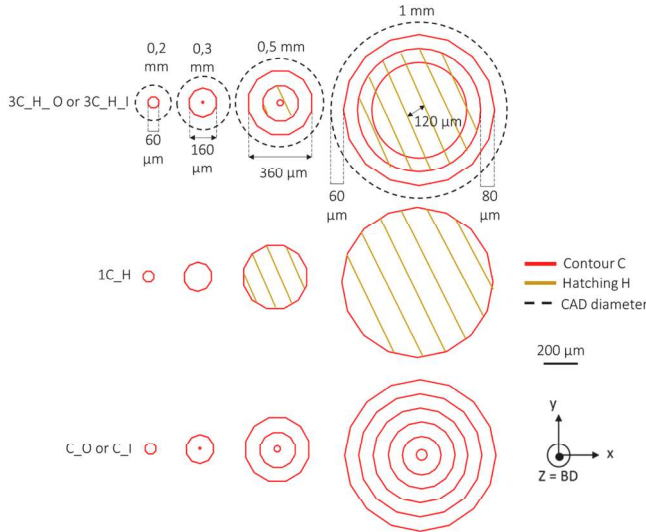 1 mm
0,2
mm
0,3
mm
0,5 mm
3C_H_O or 3C_H_I
120 µm
60
µm
160
µm
360 µm
60
µm
80
µm
1C_H
Contour C
Hatching H
CAD diameter
200 µm
C_O or C_I
y
x
Z = BD